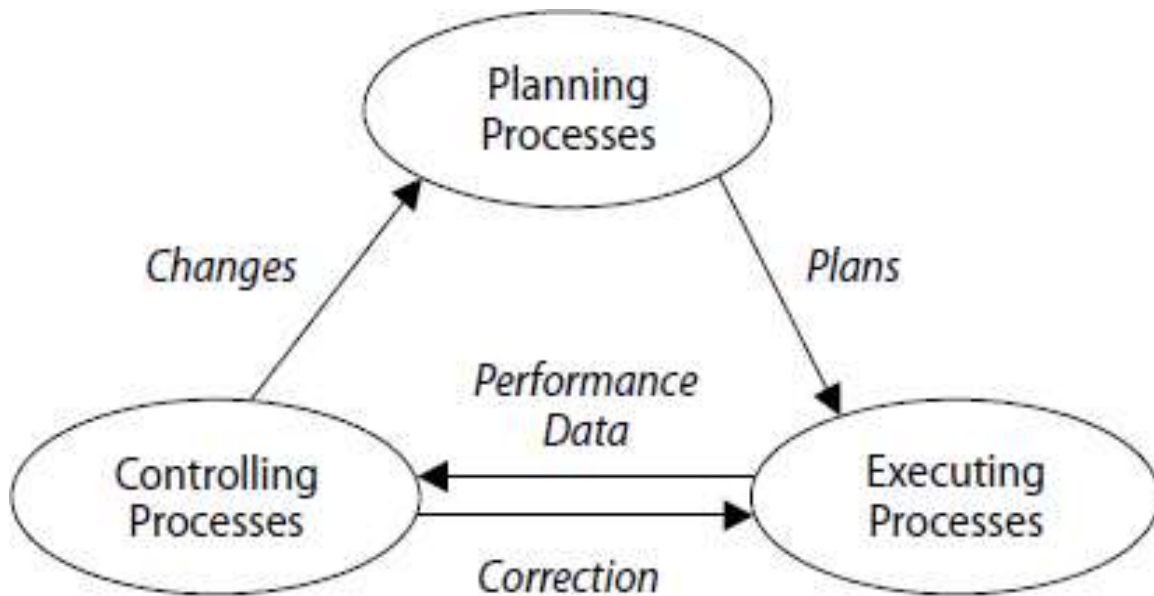 Planning
Processes
Changes
Plans
Performance
Data
Controlling
Processes
Executing
Processes
Correction